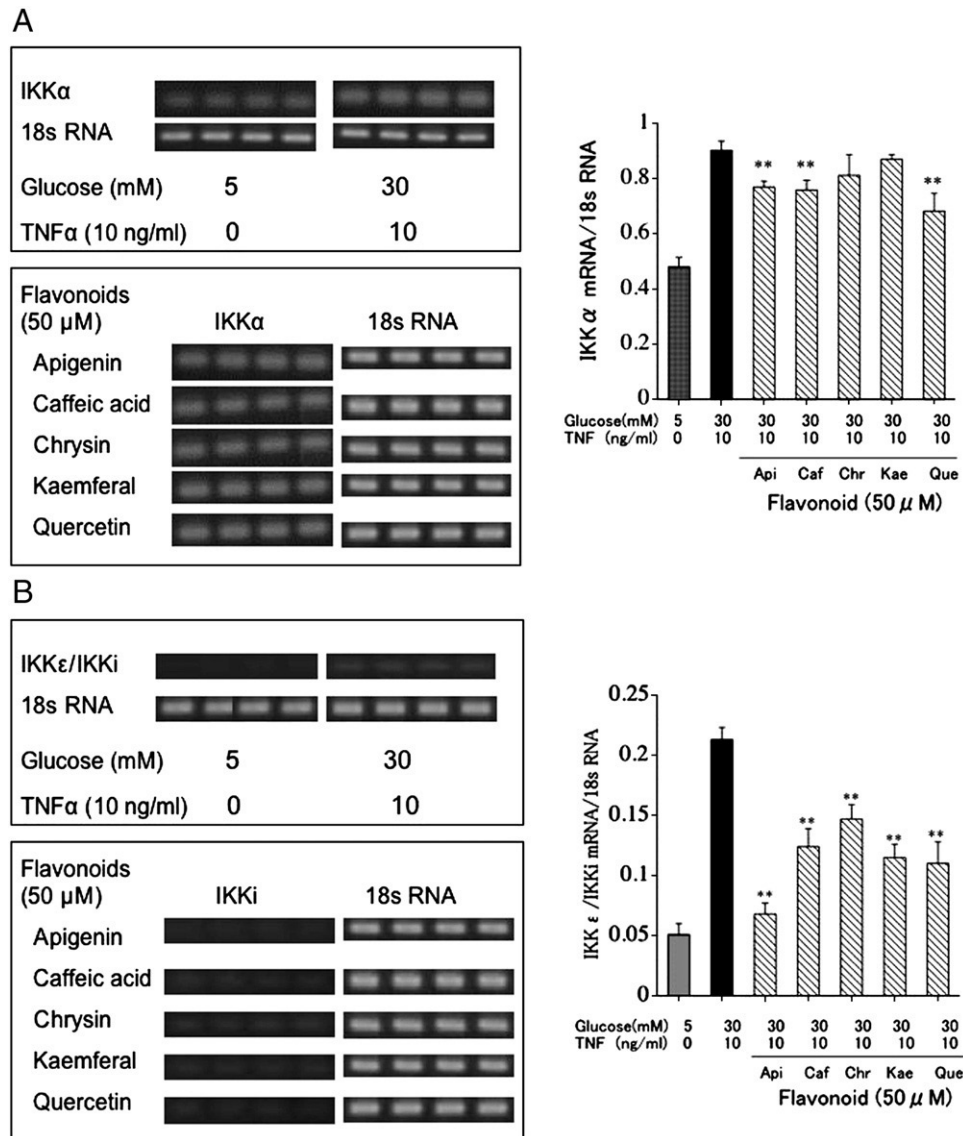 A
IKKα
18s RNA
Glucose (mM) 5 30
TNFα (10 ng/ml) 0 10
Flavonoids
(50 µM) IKKα 18s RNA
Apigenin
Caffeic acid
Chrysin
Kaemferal
Quercetin
IKK α mRNA/18s RNA
1
0.8
0.6
0.4
0.2
0
** ** **
Glucose(mM) 5 30 30 30 30 30 30
TNF (ng/ml) 0 10 10 10 10 10 10
Api Caf Chr Kae Que
Flavonoid (50 µ M)
B
IKKε/IKKi
18s RNA
Glucose (mM) 5 30
TNFα (10 ng/ml) 0 10
Flavonoids
(50 µM) IKKi 18s RNA
Apigenin
Caffeic acid
Chrysin
Kaemferal
Quercetin
IKK ε /IKKi mRNA/18s RNA
0.25
0.2
0.15
0.1
0.05
0
** ** ** ** **
Glucose(mM) 5 30 30 30 30 30 30
TNF (ng/ml) 0 10 10 10 10 10 10
Api Caf Chr Kae Que
Flavonoid (50 µ M)